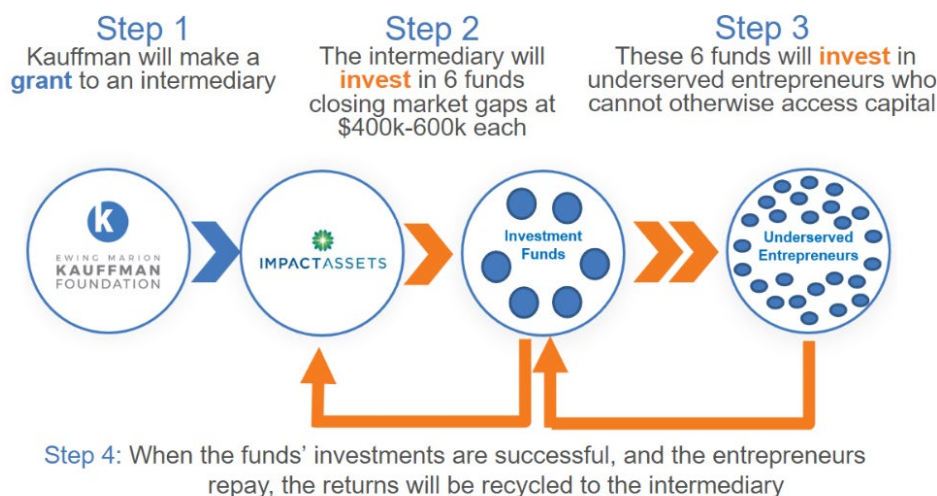 Step 1
Kauffman will make a
grant to an intermediary
Step 2
The intermediary will
invest in 6 funds
closing market gaps at
$400k-600k each
Step 3
These 6 funds will invest in
underserved entrepreneurs who
cannot otherwise access capital
K
EWING MARION
KAUFFMAN
FOUNDATION
IMPACTASSETS
Investment
Funds
Underserved
Entrepreneurs
Step 4: When the funds’ investments are successful, and the entrepreneurs
repay, the returns will be recycled to the intermediary